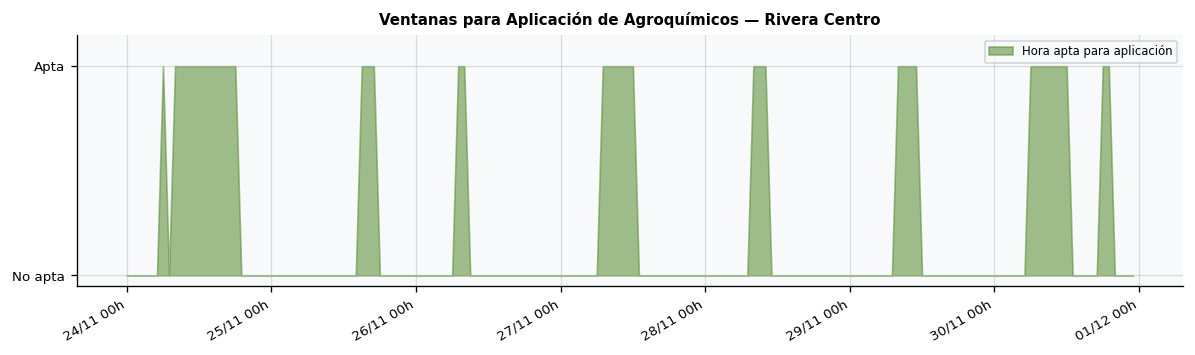 Ventanas para Aplicación de Agroquímicos — Rivera Centro
Apta
Hora apta para aplicación
No apta
24/11 00h
25/11 00h
26/11 00h
27/11 00h
28/11 00h
29/11 00h
30/11 00h
01/12 00h